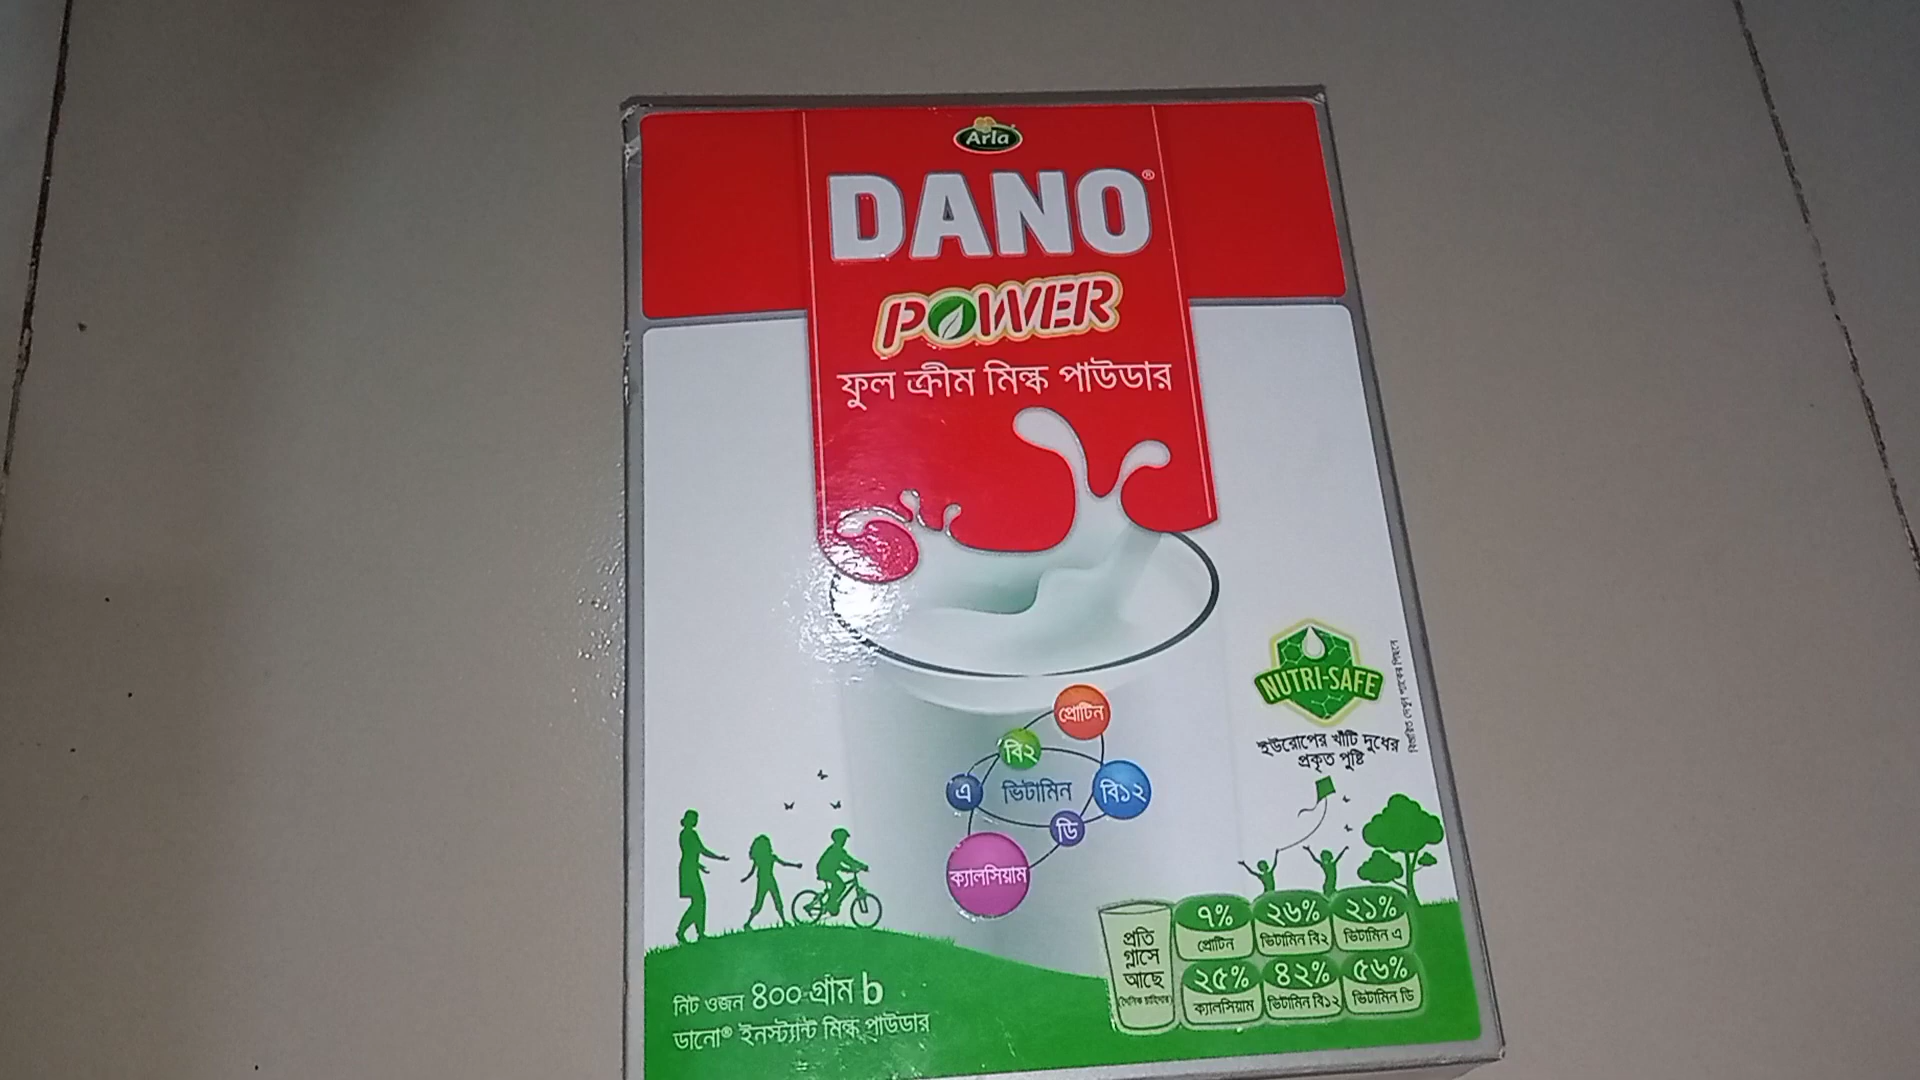 Arla
DANO®
POWER
ফুল ক্রীম মিল্ক পাউডার
প্রোটিন
বি২
এ
ভিটামিন
বি১২
ডি
ক্যালসিয়াম
NUTRI-SAFE
ইউরোপের খাঁটি দুধের
প্রকৃত পুষ্টি
বিস্তারিত দেখুন প্যাকের পিছনে
প্রতি
গ্লাসে
আছে
(দৈনিক চাহিদার)
৭%
প্রোটিন
২৬%
ভিটামিন বি২
২১%
ভিটামিন এ
২৫%
ক্যালসিয়াম
৪২%
ভিটামিন বি১২
৫৬%
ভিটামিন ডি
নিট ওজন ৪০০ গ্রাম b
ডানো® ইনস্ট্যান্ট মিল্ক পাউডার